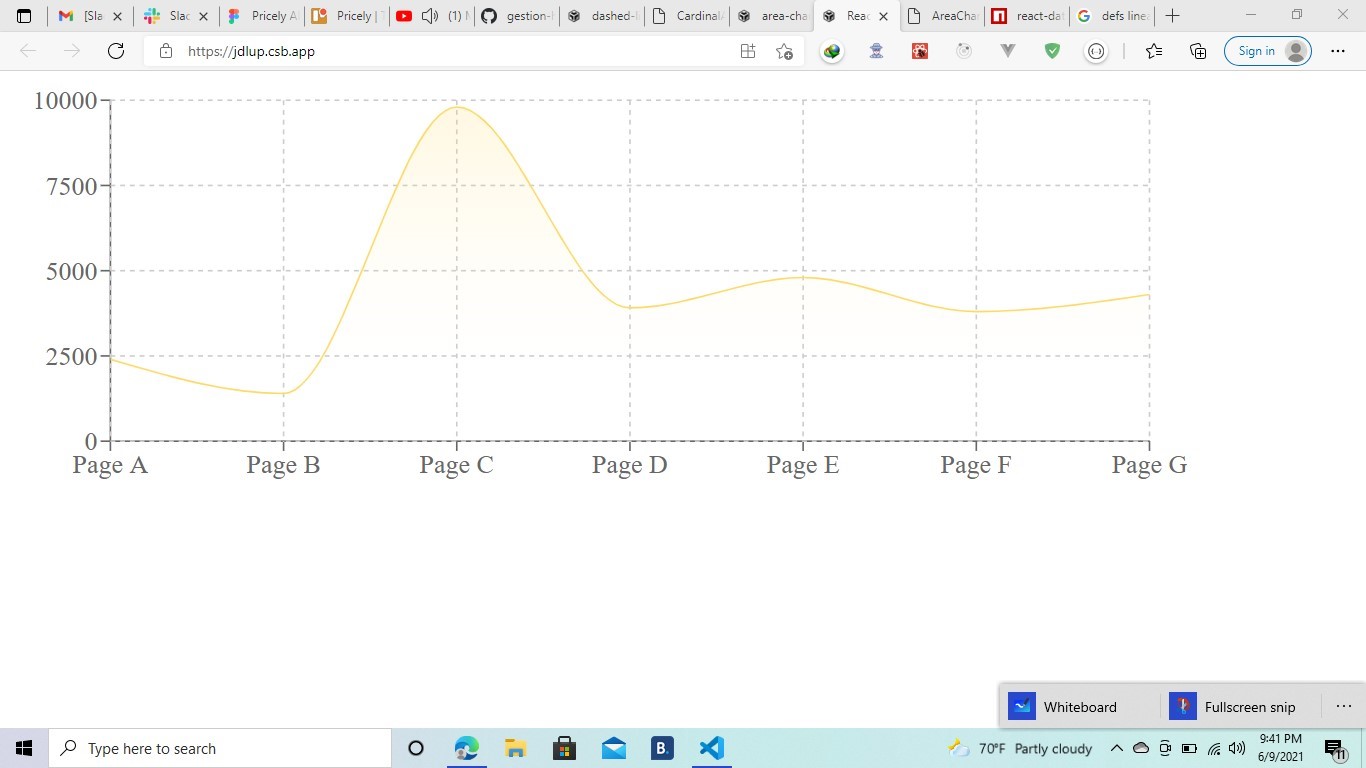 [Sla
Slac
Pricely A
Pricely | T
(1) M
gestion-
dashed-l
Cardinal
area-cha
Reac
AreaChar
react-da
defs line
https://jdlup.csb.app
Sign in
10000
7500
5000
2500
0
Page A Page B Page C Page D Page E Page F Page G
Whiteboard
Fullscreen snip
Type here to search
B.
70°F Partly cloudy
9:41 PM
6/9/2021
11